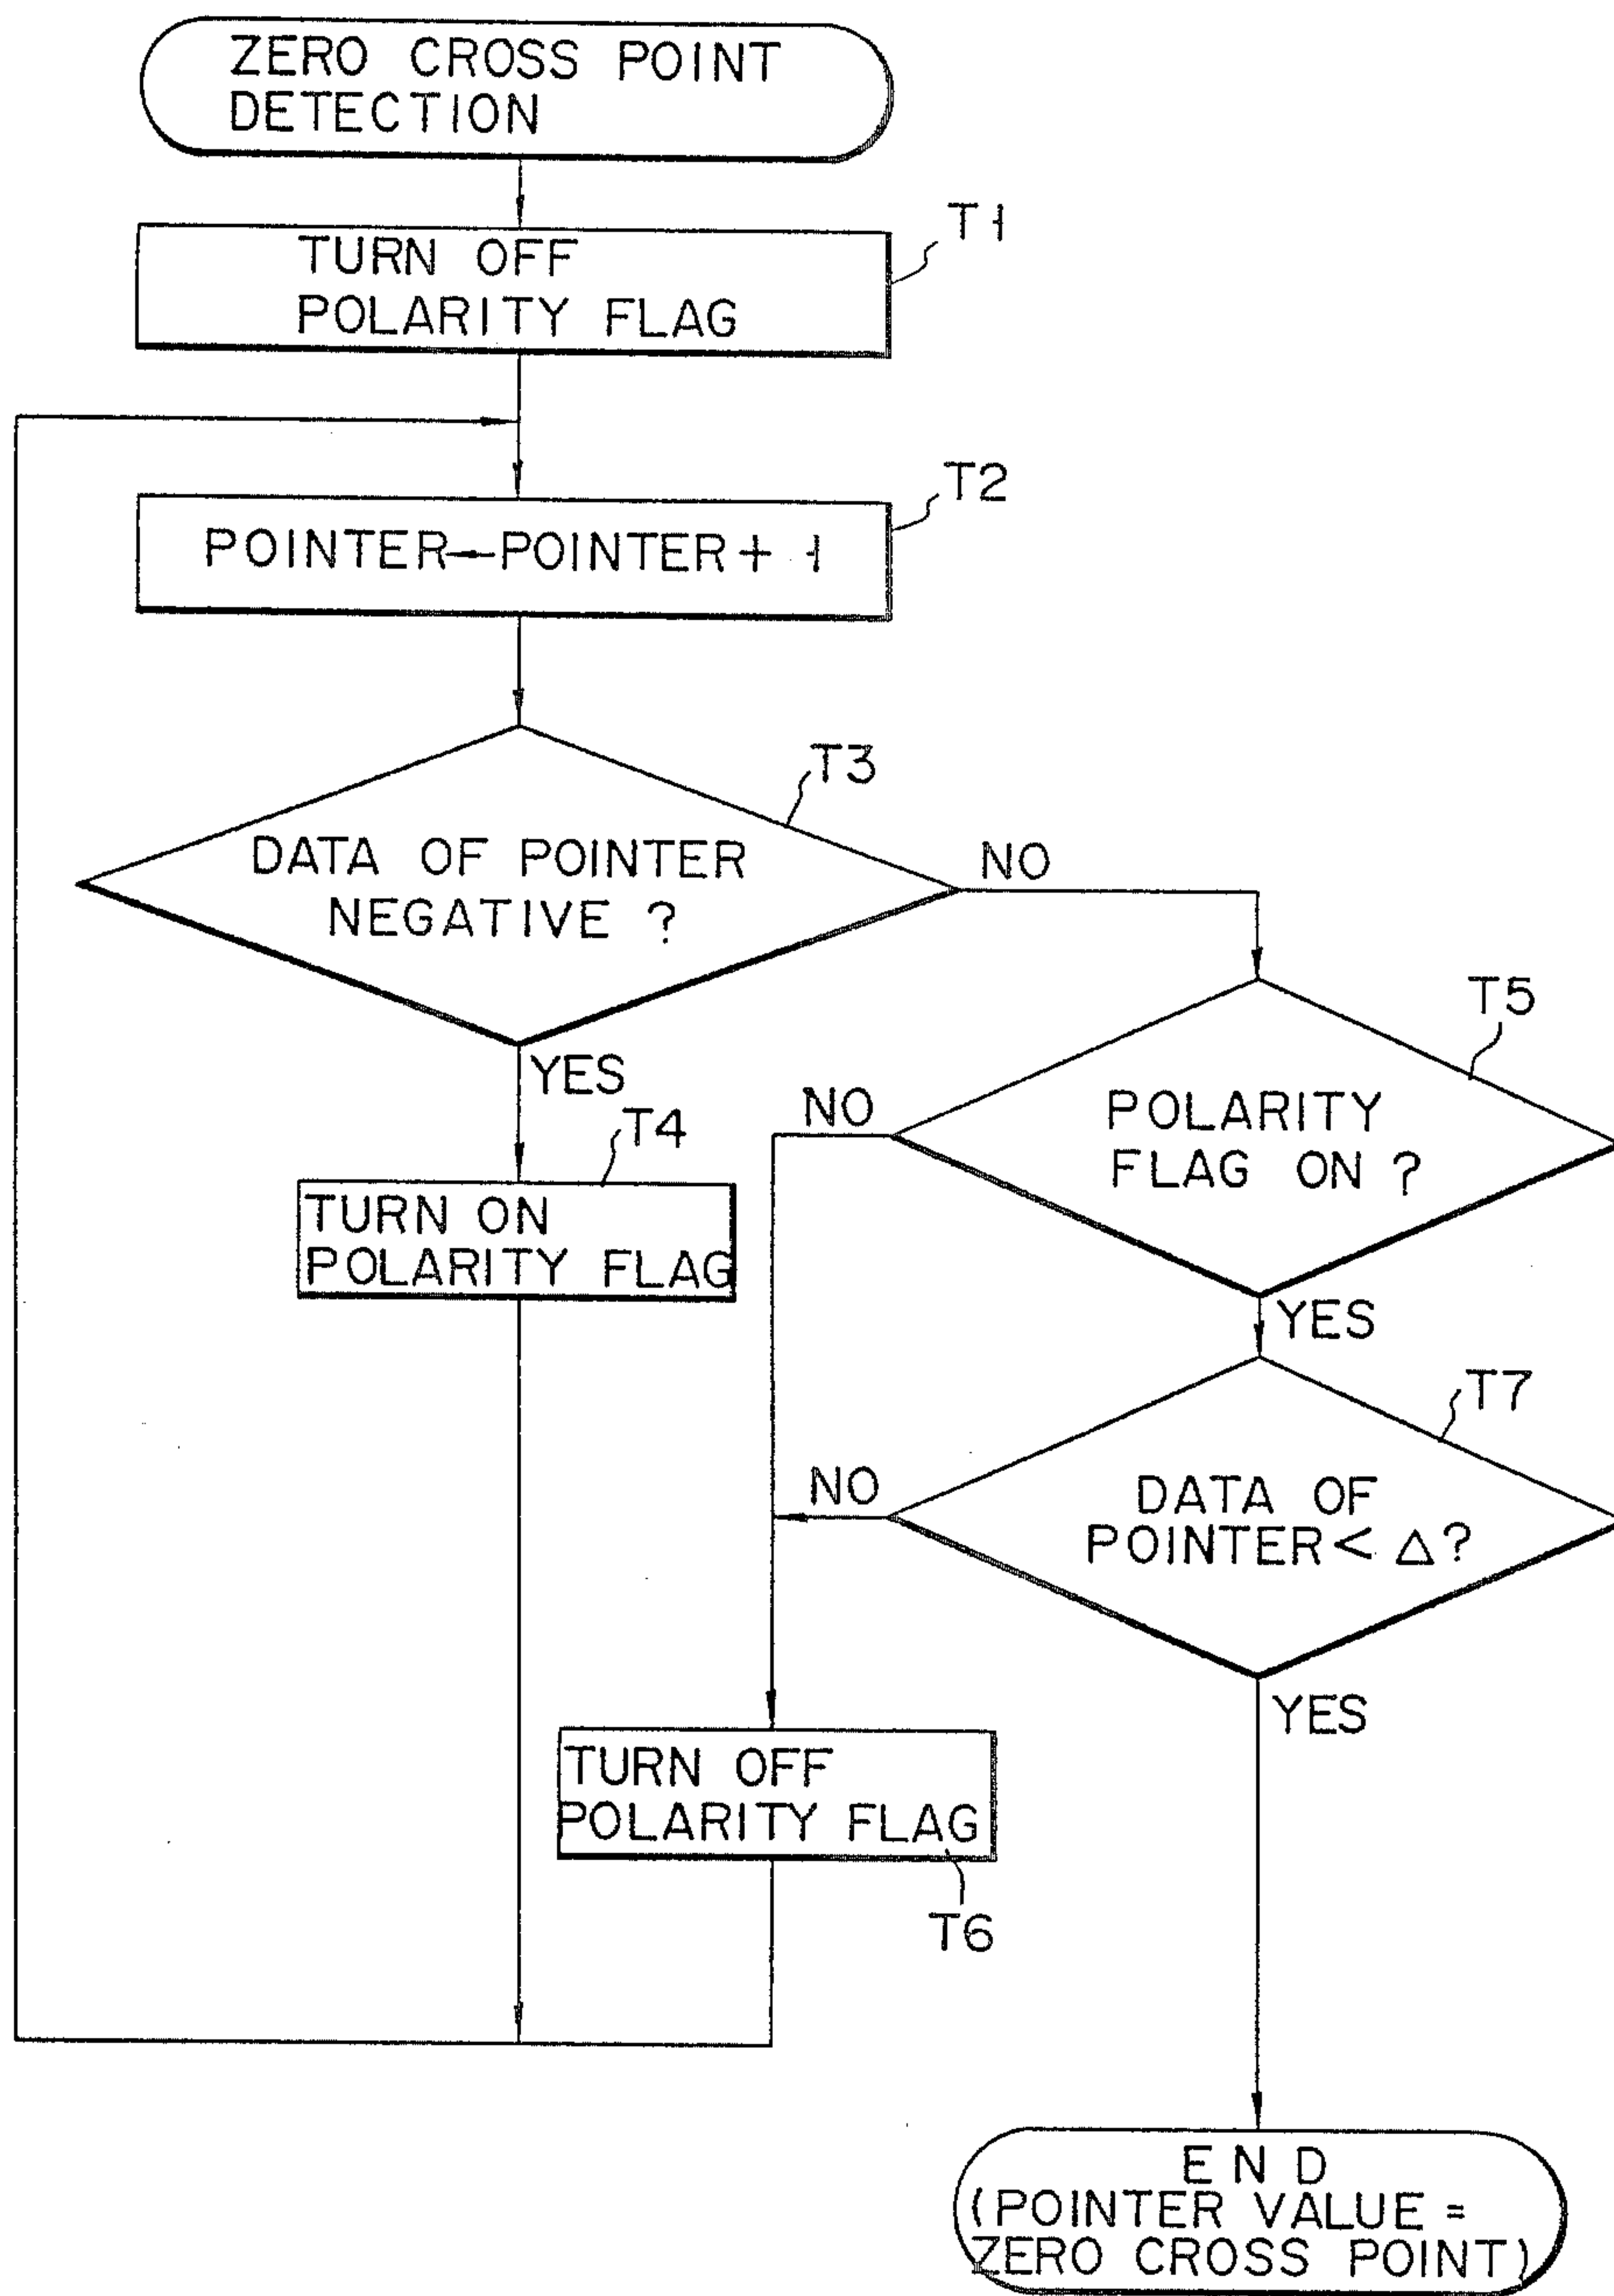 ZERO CROSS POINT
DETECTION
T1
TURN OFF
POLARITY FLAG
T2
POINTER←POINTER + 1
T3
DATA OF POINTER
NEGATIVE ?
NO
YES
T5
POLARITY
FLAG ON ?
NO
YES
T4
TURN ON
POLARITY FLAG
T7
DATA OF
POINTER < △?
NO
YES
TURN OFF
POLARITY FLAG
T6
END
(POINTER VALUE =
ZERO CROSS POINT)